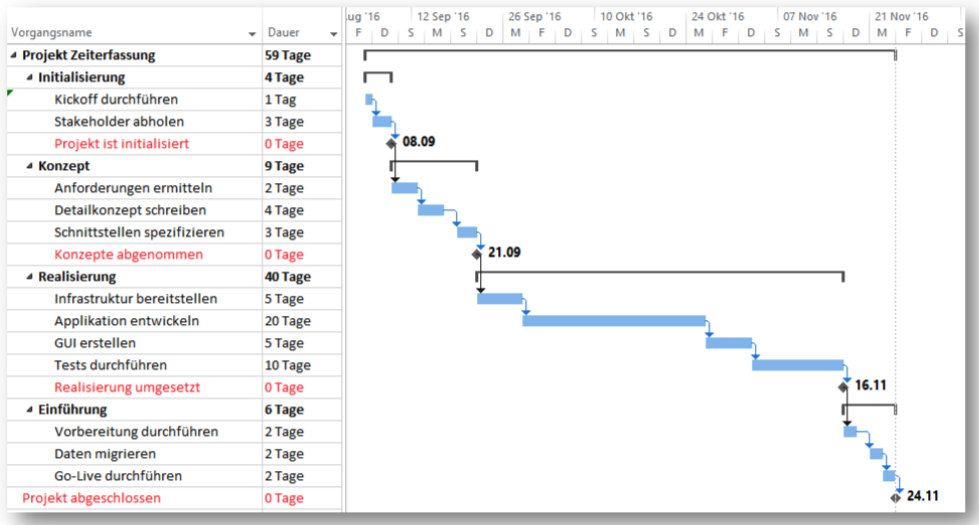 ug '16 12 Sep '16 26 Sep '16 10 Okt '16 24 Okt '16 07 Nov '16 21 Nov '16
Vorgangsname Dauer F D S M S D M F D S M S D M F D S M S D M F D S
Projekt Zeiterfassung 59 Tage
Initialisierung 4 Tage
Kickoff durchführen 1 Tag
Stakeholder abholen 3 Tage
Projekt ist initialisiert 0 Tage 08.09
Konzept 9 Tage
Anforderungen ermitteln 2 Tage
Detailkonzept schreiben 4 Tage
Schnittstellen spezifizieren 3 Tage
Konzepte abgenommen 0 Tage 21.09
Realisierung 40 Tage
Infrastruktur bereitstellen 5 Tage
Applikation entwickeln 20 Tage
GUI erstellen 5 Tage
Tests durchführen 10 Tage
Realisierung umgesetzt 0 Tage 16.11
Einführung 6 Tage
Vorbereitung durchführen 2 Tage
Daten migrieren 2 Tage
Go-Live durchführen 2 Tage
Projekt abgeschlossen 0 Tage 24.11